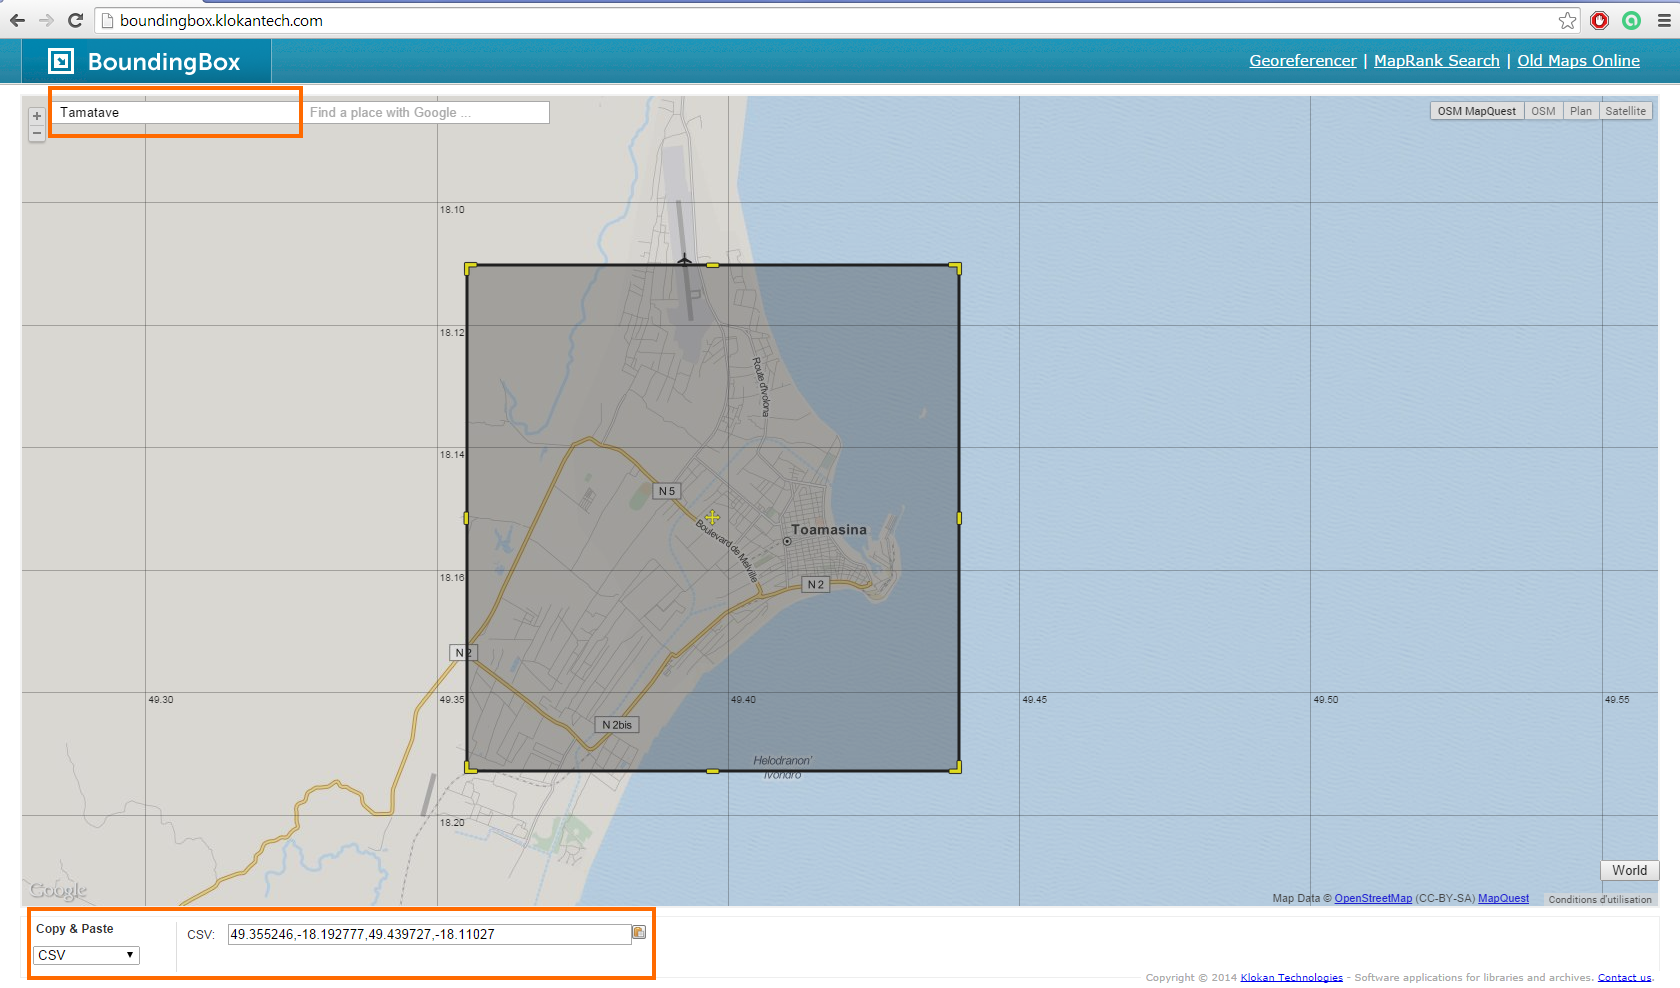 boundingbox.klokantech.com
BoundingBox
Georeferencer | MapRank Search | Old Maps Online
+
Tamatave
Find a place with Google ...
OSM MapQuest OSM Plan Satellite
−
18.10
18.12
Route d'Ivolona
18.14
N 5
Boulevard de Melville
Toamasina
18.16
N 2
N 2
49.30
49.35
49.40
49.45
49.50
49.55
N 2bis
Helodranon'
Ivondro
18.20
World
Google
Map Data © OpenStreetMap (CC-BY-SA) MapQuest Conditions d'utilisation
Copy & Paste
CSV
CSV: 49.355246,-18.192777,49.439727,-18.11027
Copyright © 2014 Klokan Technologies - Software applications for libraries and archives. Contact us.